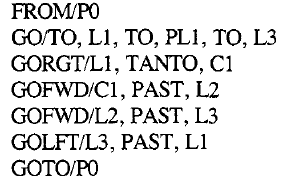 FROM/P0
GO/TO, L1, TO, PL1, TO, L3
GORGT/L1, TANTO, C1
GOFWD/C1, PAST, L2
GOFWD/L2, PAST, L3
GOLFT/L3, PAST, L1
GOTO/P0